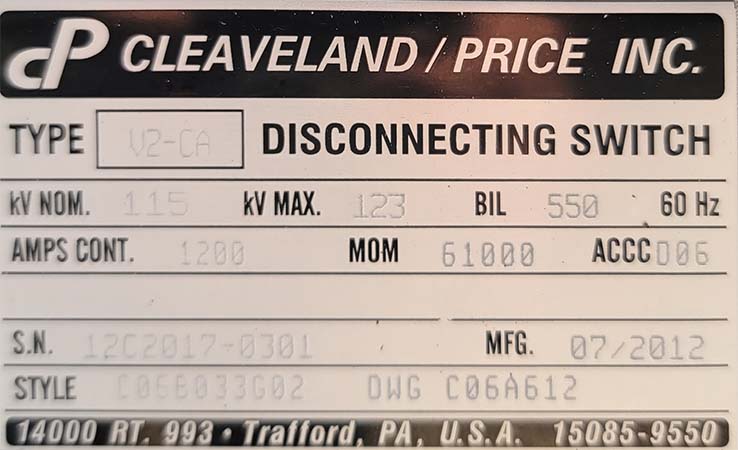 cP CLEAVELAND / PRICE INC.
TYPE V2-CA DISCONNECTING SWITCH
kV NOM. 115 kV MAX. 123 BIL 550 60 Hz
AMPS CONT. 1200 MOM 61000 ACCC D06
S.N. 12C2017-0301 MFG. 07/2012
STYLE C06B033G02 DWG C06A612
14000 RT. 993 • Trafford, PA, U.S.A. 15085-9550